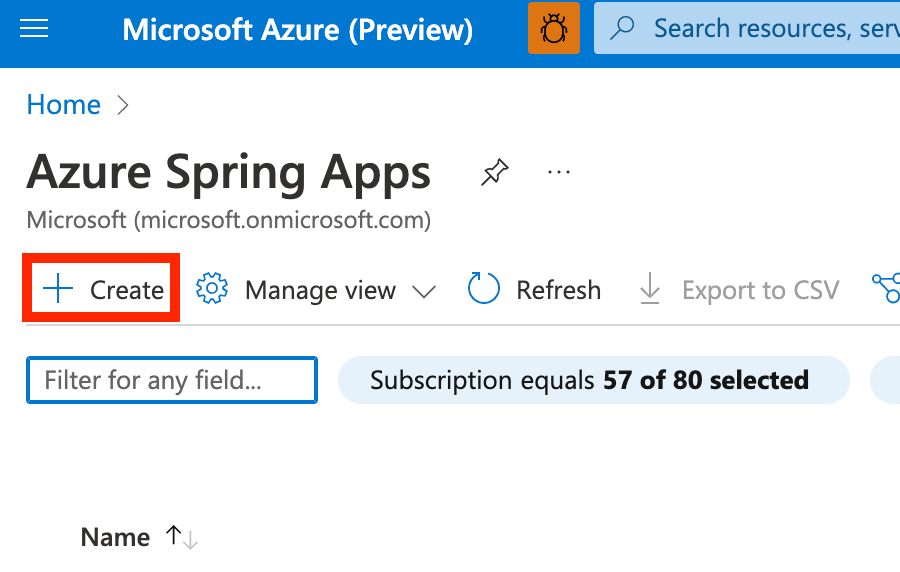 Microsoft Azure (Preview)
Search resources, serv
Home
Azure Spring Apps
Microsoft (microsoft.onmicrosoft.com)
Create Manage view Refresh Export to CSV
Filter for any field... Subscription equals 57 of 80 selected
Name